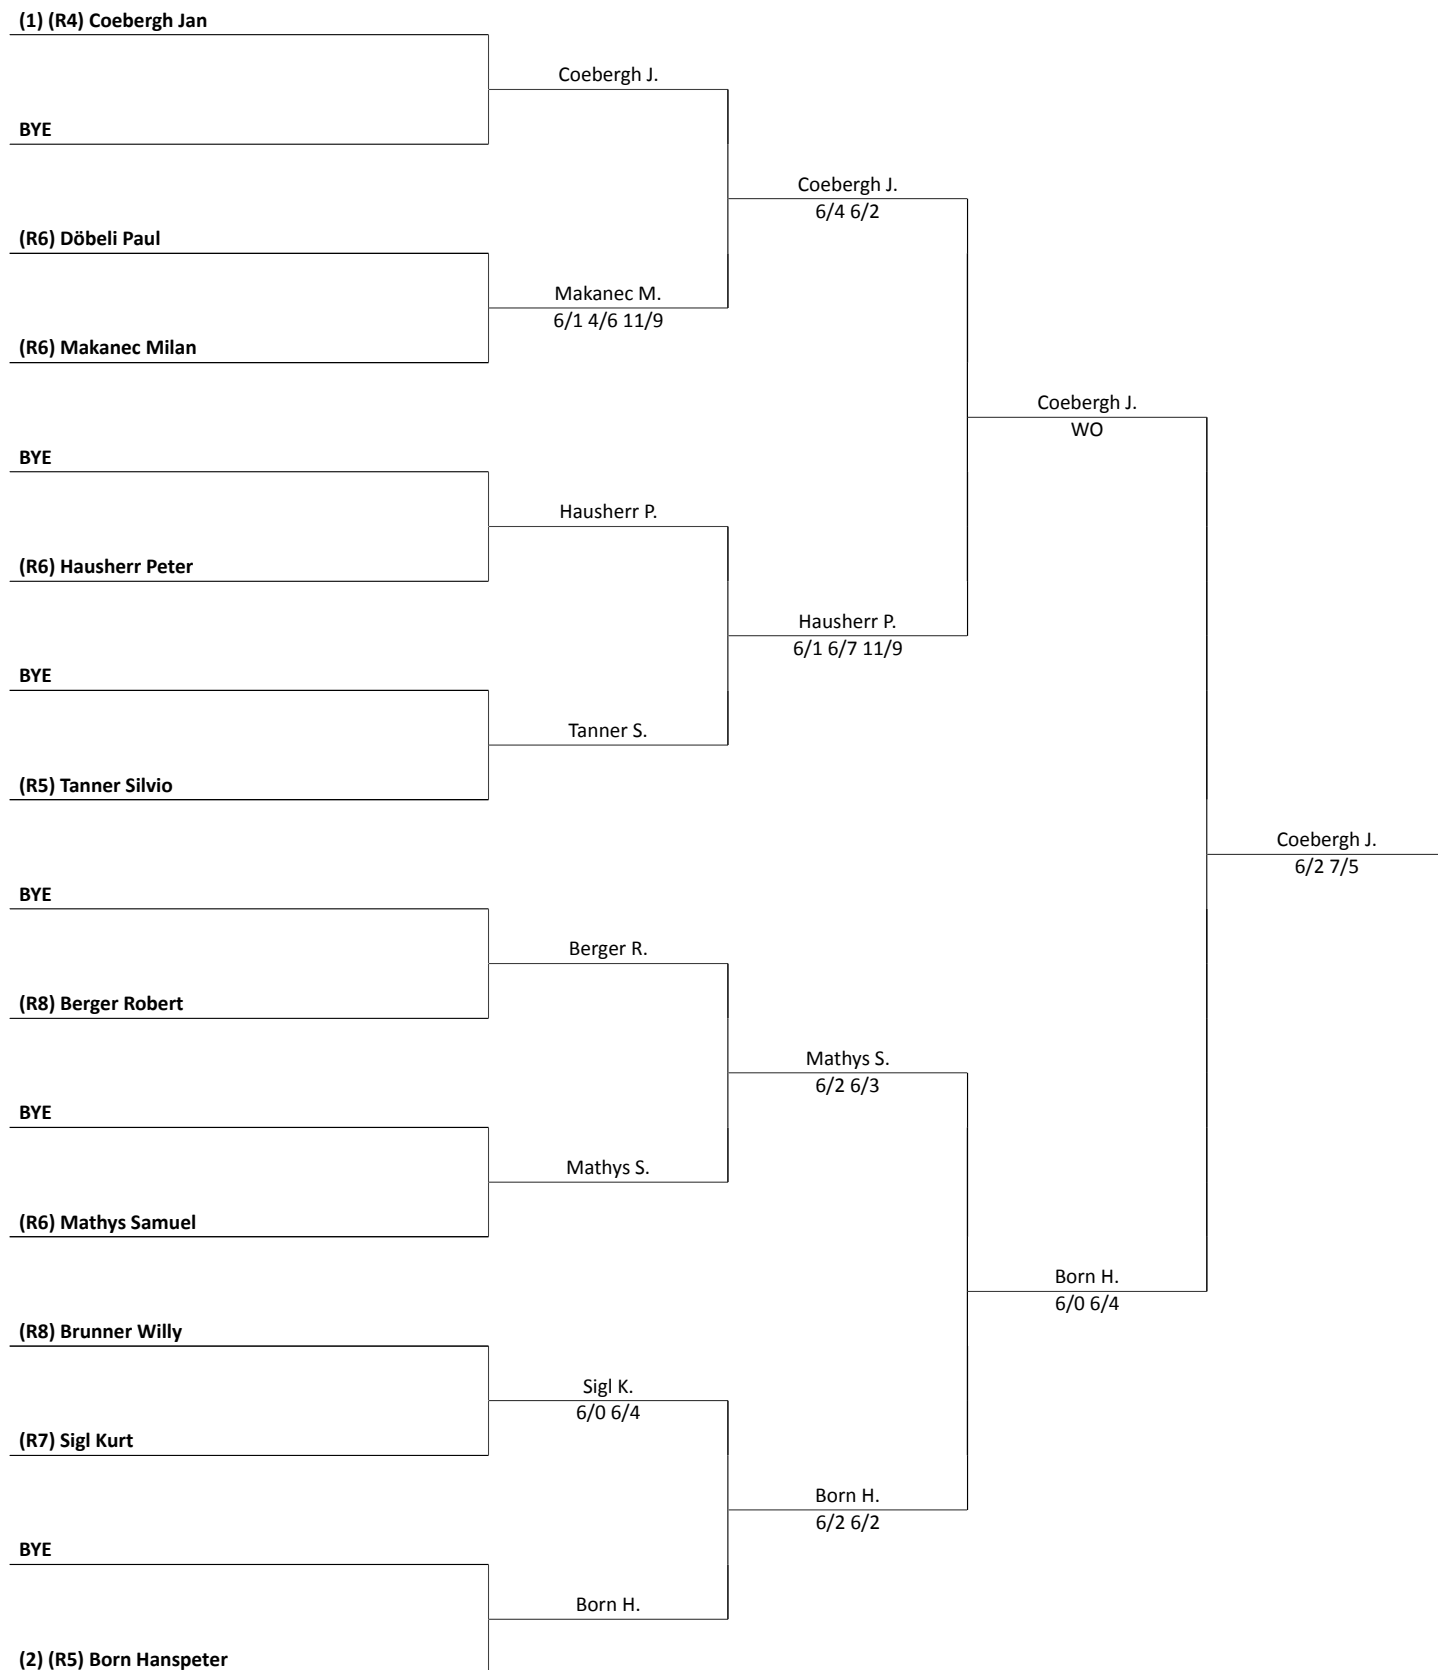 (1) (R4) Coebergh Jan
Coebergh J.
BYE
Coebergh J.
6/4 6/2
(R6) Döbeli Paul
Makanec M.
6/1 4/6 11/9
(R6) Makanec Milan
Coebergh J.
WO
BYE
Hausherr P.
(R6) Hausherr Peter
Hausherr P.
6/1 6/7 11/9
BYE
Tanner S.
(R5) Tanner Silvio
Coebergh J.
6/2 7/5
BYE
Berger R.
(R8) Berger Robert
Mathys S.
6/2 6/3
BYE
Mathys S.
(R6) Mathys Samuel
Born H.
6/0 6/4
(R8) Brunner Willy
Sigl K.
6/0 6/4
(R7) Sigl Kurt
Born H.
6/2 6/2
BYE
Born H.
(2) (R5) Born Hanspeter